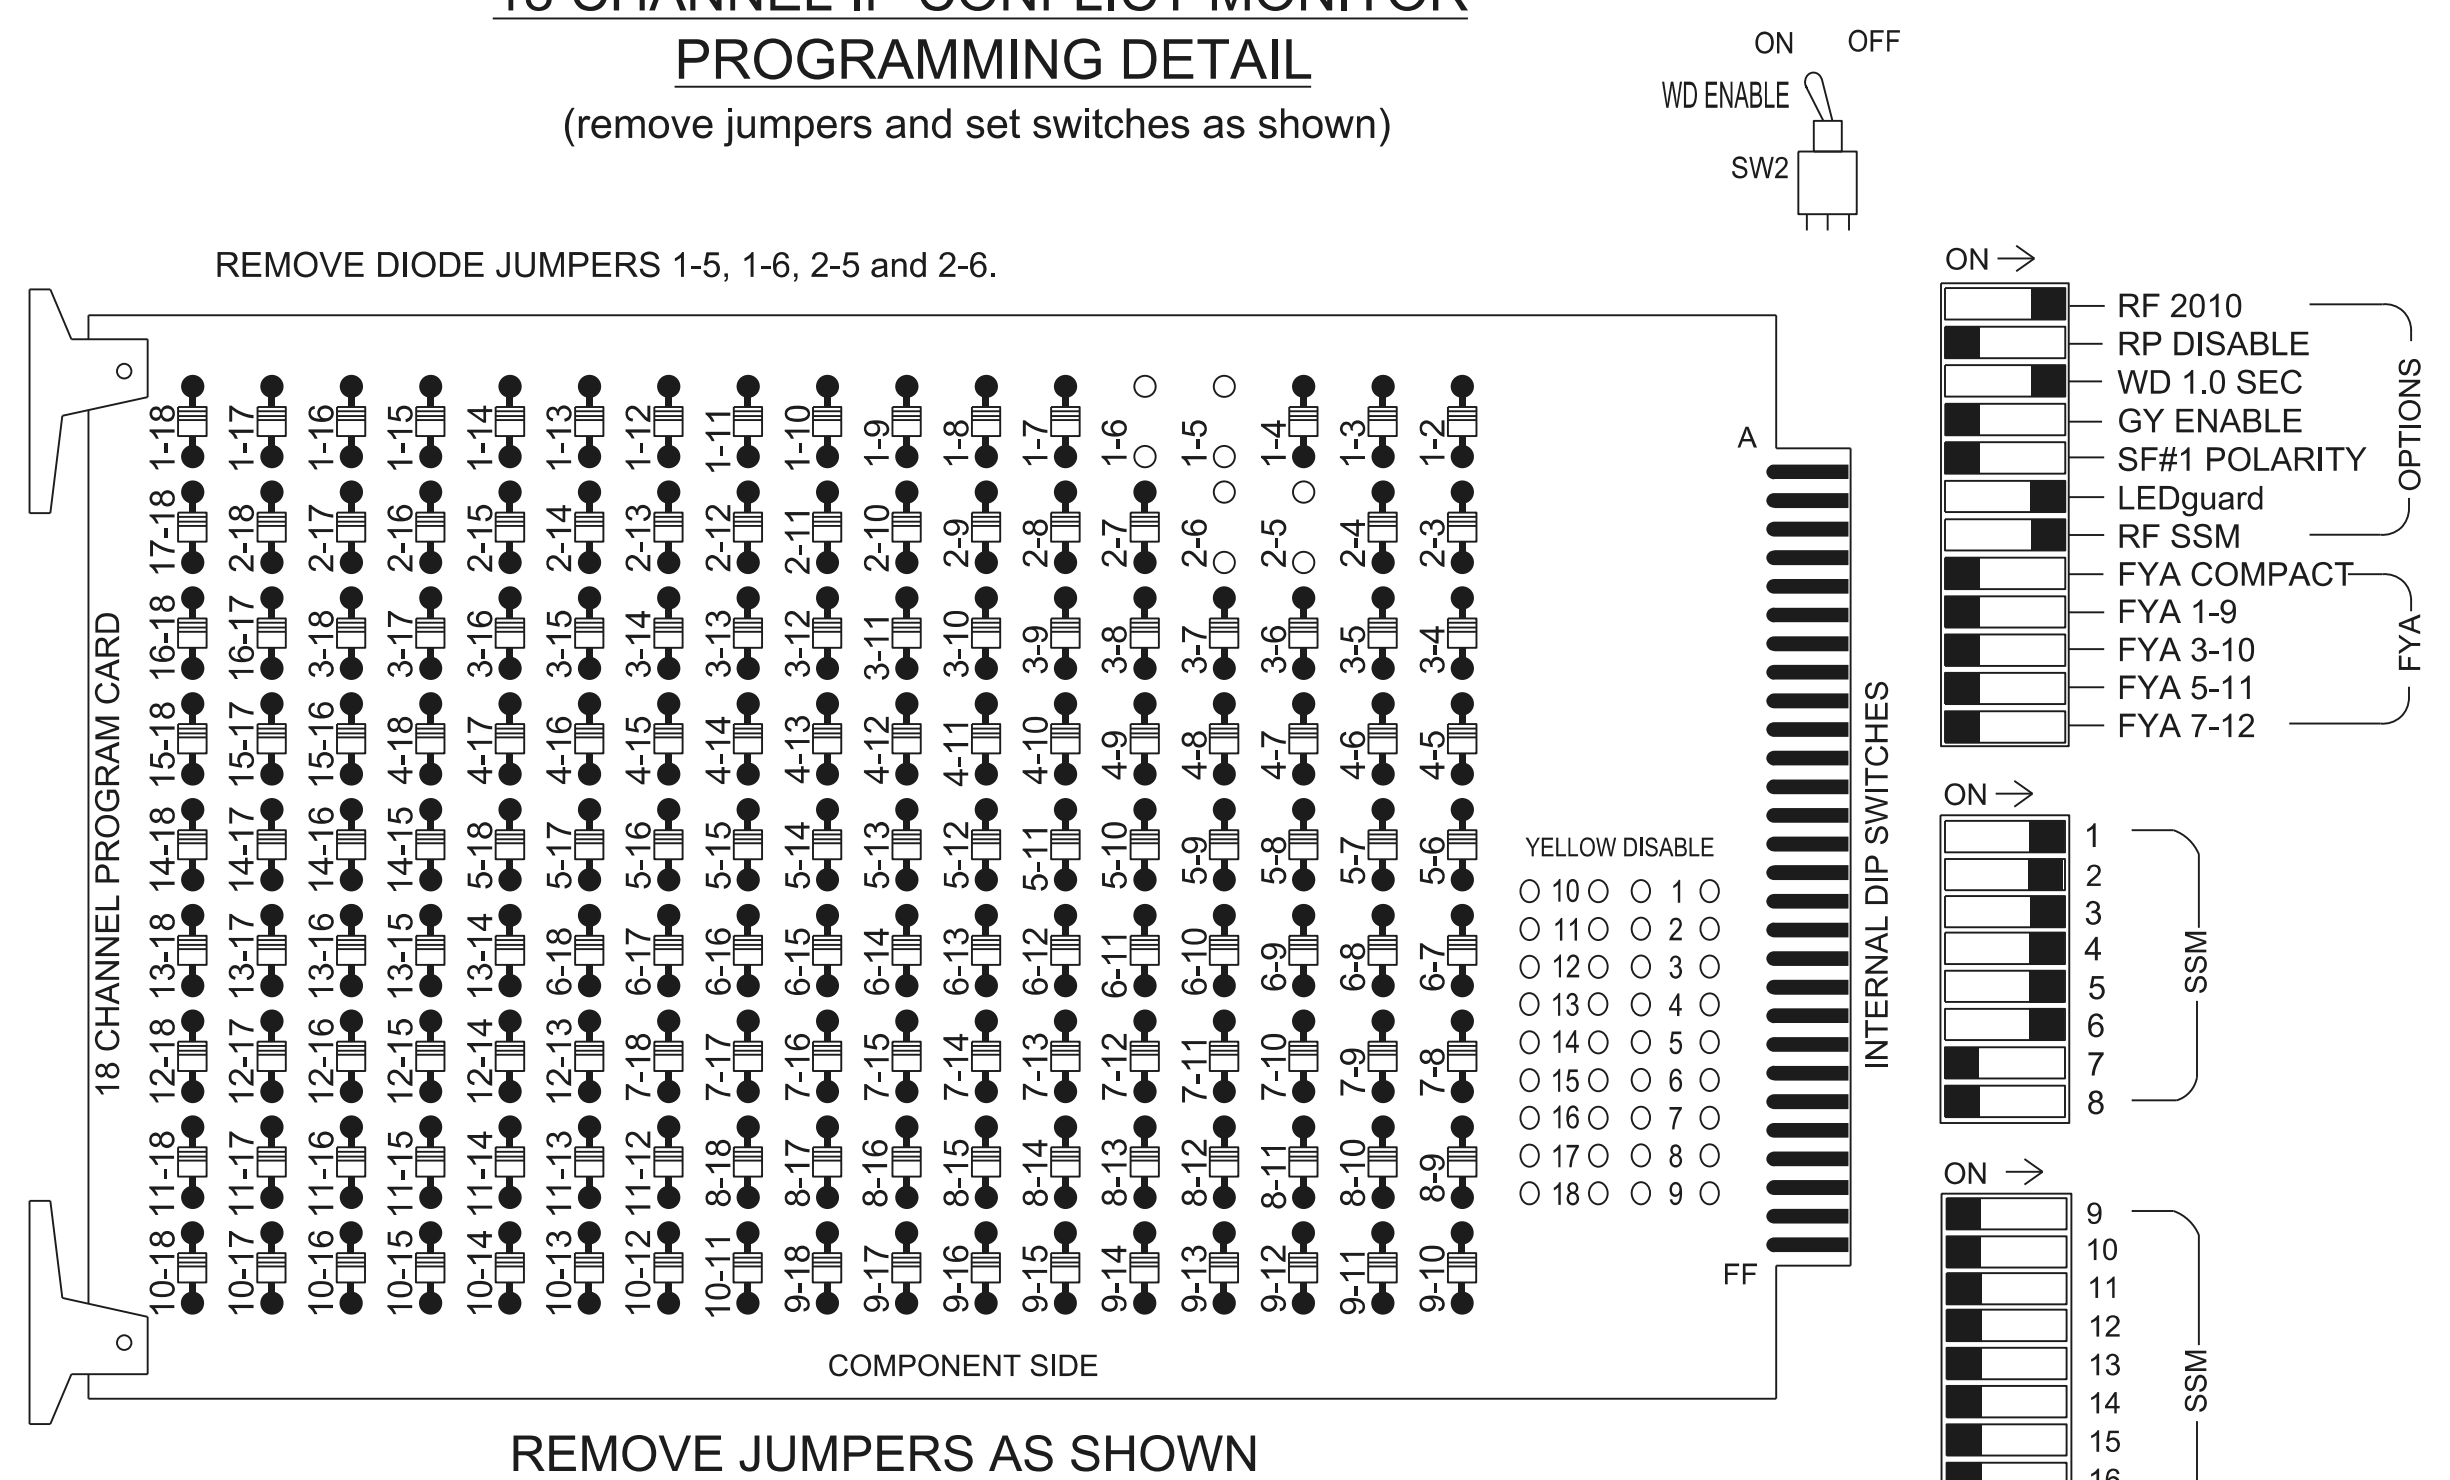 18 CHANNEL IP CONFLICT MONITOR
PROGRAMMING DETAIL
(remove jumpers and set switches as shown)
ON OFF
WD ENABLE
SW2
REMOVE DIODE JUMPERS 1-5, 1-6, 2-5 and 2-6.
18 CHANNEL PROGRAM CARD
1-18 1-17 1-16 1-15 1-14 1-13 1-12 1-11 1-10 1-9 1-8 1-7 1-6 1-5 1-4 1-3 1-2
17-18 2-18 2-17 2-16 2-15 2-14 2-13 2-12 2-11 2-10 2-9 2-8 2-7 2-6 2-5 2-4 2-3
16-18 16-17 3-18 3-17 3-16 3-15 3-14 3-13 3-12 3-11 3-10 3-9 3-8 3-7 3-6 3-5 3-4
15-18 15-17 15-16 4-18 4-17 4-16 4-15 4-14 4-13 4-12 4-11 4-10 4-9 4-8 4-7 4-6 4-5
14-18 14-17 14-16 14-15 5-18 5-17 5-16 5-15 5-14 5-13 5-12 5-11 5-10 5-9 5-8 5-7 5-6
13-18 13-17 13-16 13-15 13-14 6-18 6-17 6-16 6-15 6-14 6-13 6-12 6-11 6-10 6-9 6-8 6-7
12-18 12-17 12-16 12-15 12-14 12-13 7-18 7-17 7-16 7-15 7-14 7-13 7-12 7-11 7-10 7-9 7-8
11-18 11-17 11-16 11-15 11-14 11-13 11-12 8-18 8-17 8-16 8-15 8-14 8-13 8-12 8-11 8-10 8-9
10-18 10-17 10-16 10-15 10-14 10-13 10-12 10-11 9-18 9-17 9-16 9-15 9-14 9-13 9-12 9-11 9-10
YELLOW DISABLE
10 1
11 2
12 3
13 4
14 5
15 6
16 7
17 8
18 9
A
FF
COMPONENT SIDE
REMOVE JUMPERS AS SHOWN
INTERNAL DIP SWITCHES
ON
RF 2010
RP DISABLE
WD 1.0 SEC
GY ENABLE
SF#1 POLARITY
LEDguard
RF SSM
OPTIONS
FYA COMPACT
FYA 1-9
FYA 3-10
FYA 5-11
FYA 7-12
FYA
ON
1
2
3
4
5
6
7
8
SSM
ON
9
10
11
12
13
14
15
16
SSM